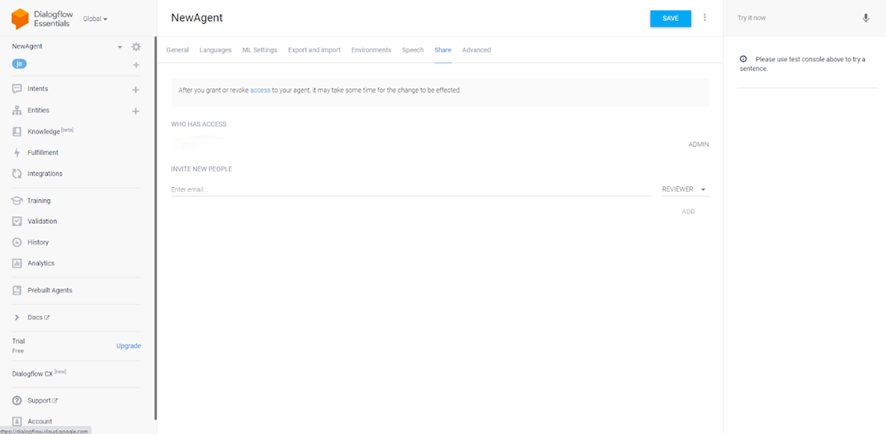 Dialogflow
Essentials
Global
NewAgent
ja
Intents
Entities
Knowledge [beta]
Fulfillment
Integrations
Training
Validation
History
Analytics
Prebuilt Agents
Docs
Trial
Free
Upgrade
Dialogflow CX [new]
Support
Account
https://dialogflow.cloud.google.com
NewAgent
SAVE
General Languages ML Settings Export and Import Environments Speech Share Advanced
After you grant or revoke access to your agent, it may take some time for the change to be effected.
WHO HAS ACCESS
ADMIN
INVITE NEW PEOPLE
Enter email...
REVIEWER
ADD
Try it now
Please use test console above to try a
sentence.